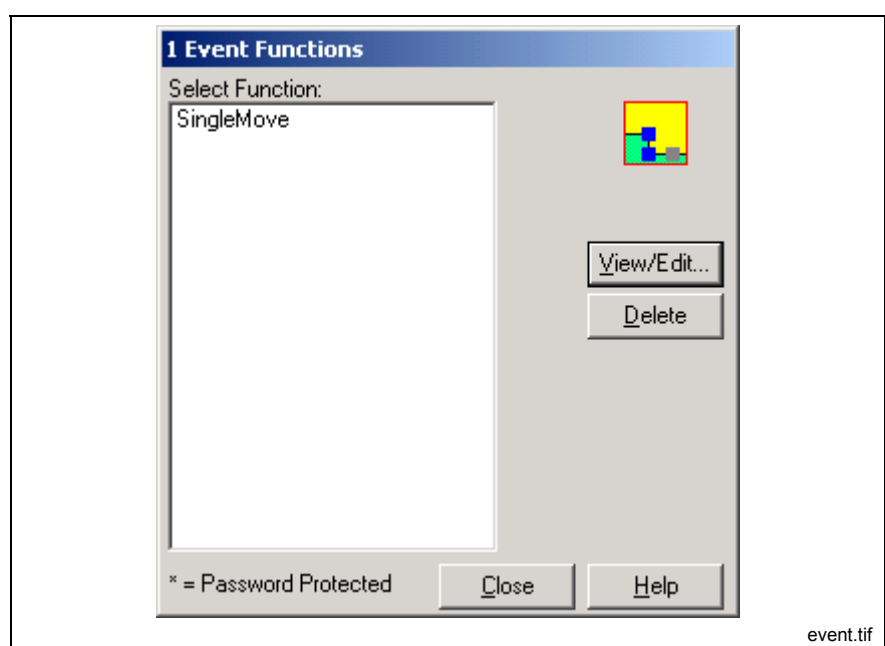 1 Event Functions
Select Function:
SingleMove
View/Edit...
Delete
* = Password Protected
Close
Help
event.tif